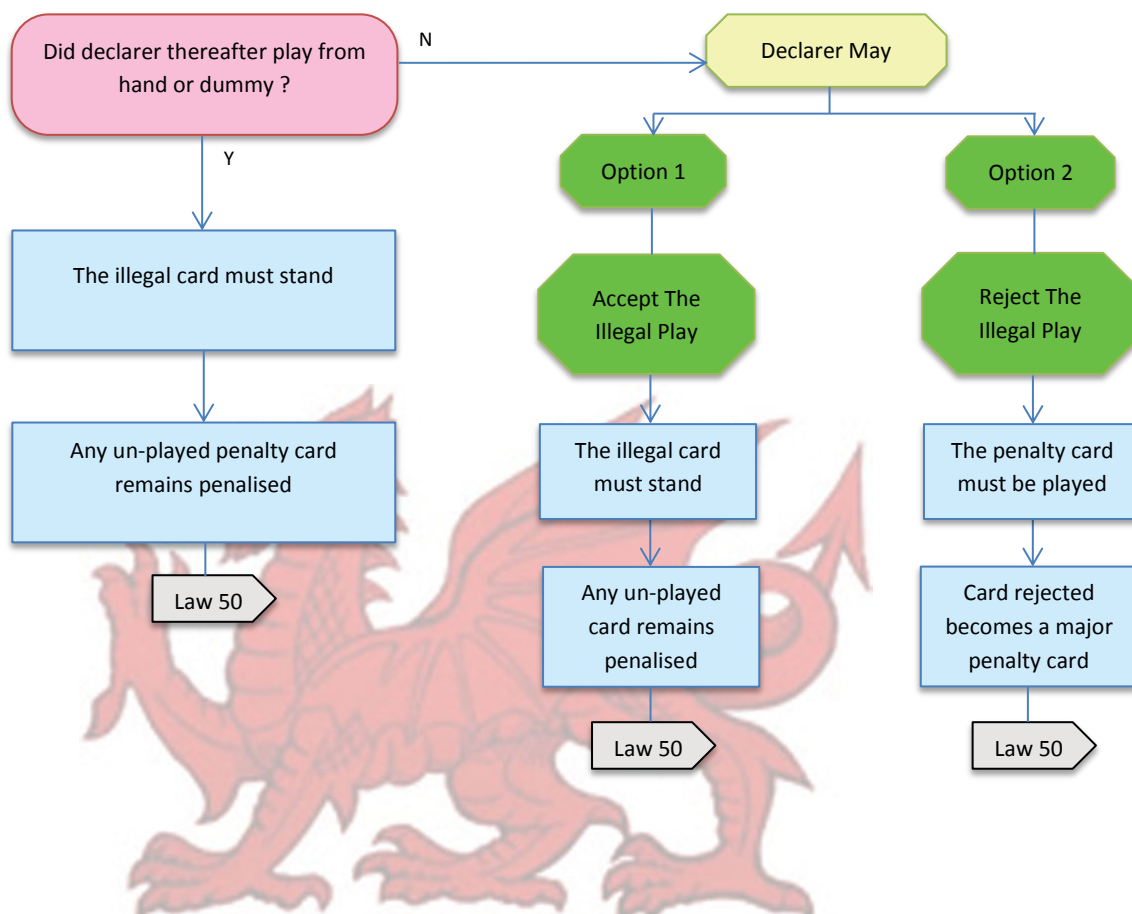 Did declarer thereafter play from
hand or dummy ?
N
Declarer May
Y
Option 1
Option 2
The illegal card must stand
Accept The
Illegal Play
Reject The
Illegal Play
Any un-played penalty card
remains penalised
The illegal card
must stand
The penalty card
must be played
Law 50
Any un-played
card remains
penalised
Card rejected
becomes a major
penalty card
Law 50
Law 50